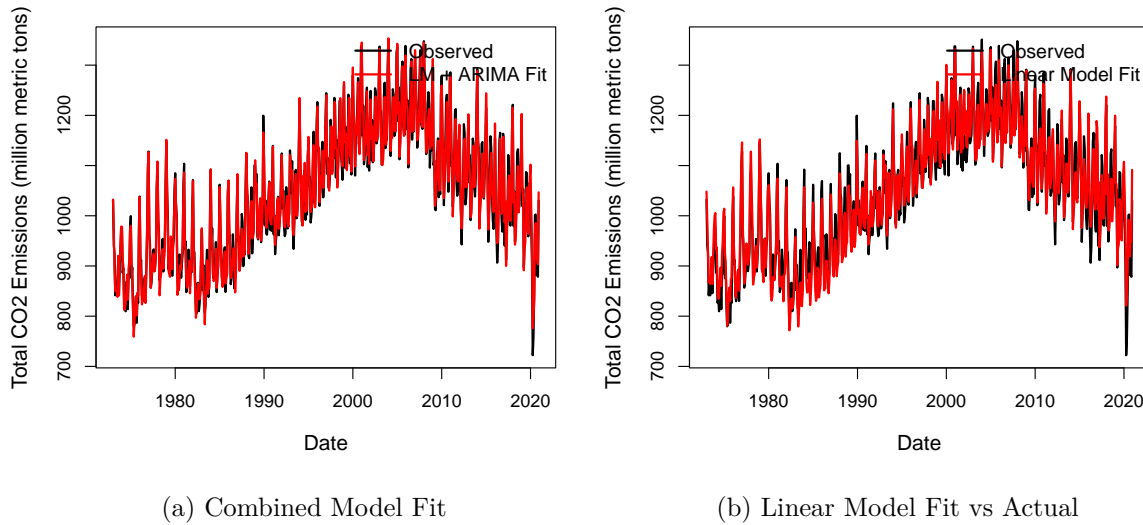 Total CO2 Emissions (million metric tons)
700
800
900
1000
1200
Observed
LM + ARIMA Fit
1980
1990
2000
2010
2020
Date
(a) Combined Model Fit
Total CO2 Emissions (million metric tons)
700
800
900
1000
1200
Observed
Linear Model Fit
1980
1990
2000
2010
2020
Date
(b) Linear Model Fit vs Actual